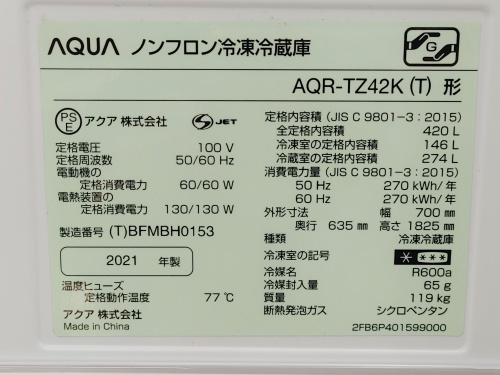 AQUA ノンフロン冷凍冷蔵庫
G
AQR-TZ42K (T) 形
PS E アクア 株式会社 S JET
定格電圧 100 V
定格周波数 50/60 Hz
電動機の
定格消費電力 60/60 W
電熱装置の
定格消費電力 130/130 W
製造番号 (T)BFMBH0153
2021 年製
温度ヒューズ
定格動作温度 77℃
アクア 株式会社
Made in China
定格内容積 (JIS C 9801-3 : 2015)
全定格内容積 420 L
冷凍室の定格内容積 146 L
冷蔵室の定格内容積 274 L
消費電力量 (JIS C 9801-3 : 2015)
50 Hz 270 kWh/年
60 Hz 270 kWh/年
外形寸法 幅 700 mm
奥行 635 mm 高さ 1825 mm
種類 冷凍冷蔵庫
冷凍室の記号 * ***
冷媒名 R600a
冷媒封入量 65 g
質量 119 kg
断熱発泡ガス シクロペンタン
2FB6P401599000